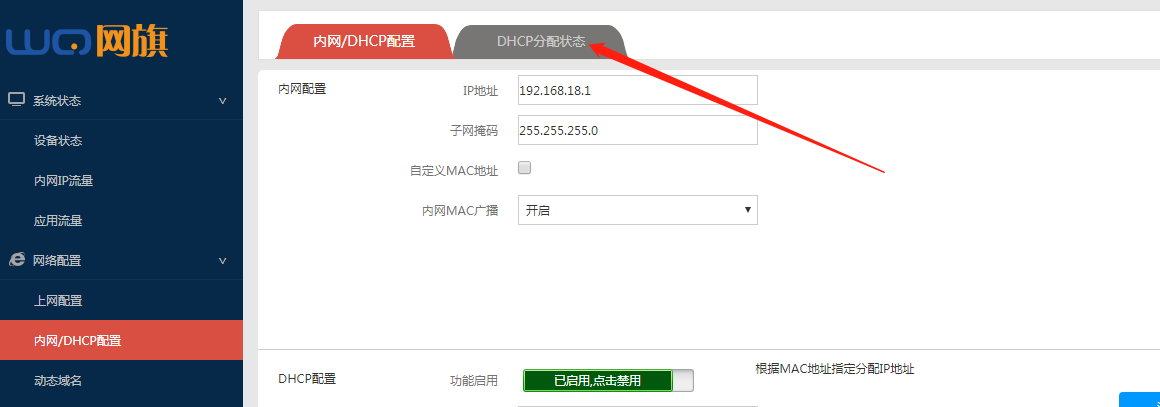 WQ网旗
系统状态
设备状态
内网IP流量
应用流量
网络配置
上网配置
内网/DHCP配置
动态域名
内网/DHCP配置
DHCP分配状态
内网配置
IP地址
192.168.18.1
子网掩码
255.255.255.0
自定义MAC地址
内网MAC广播
开启
DHCP配置
功能启用
已启用,点击禁用
根据MAC地址指定分配IP地址